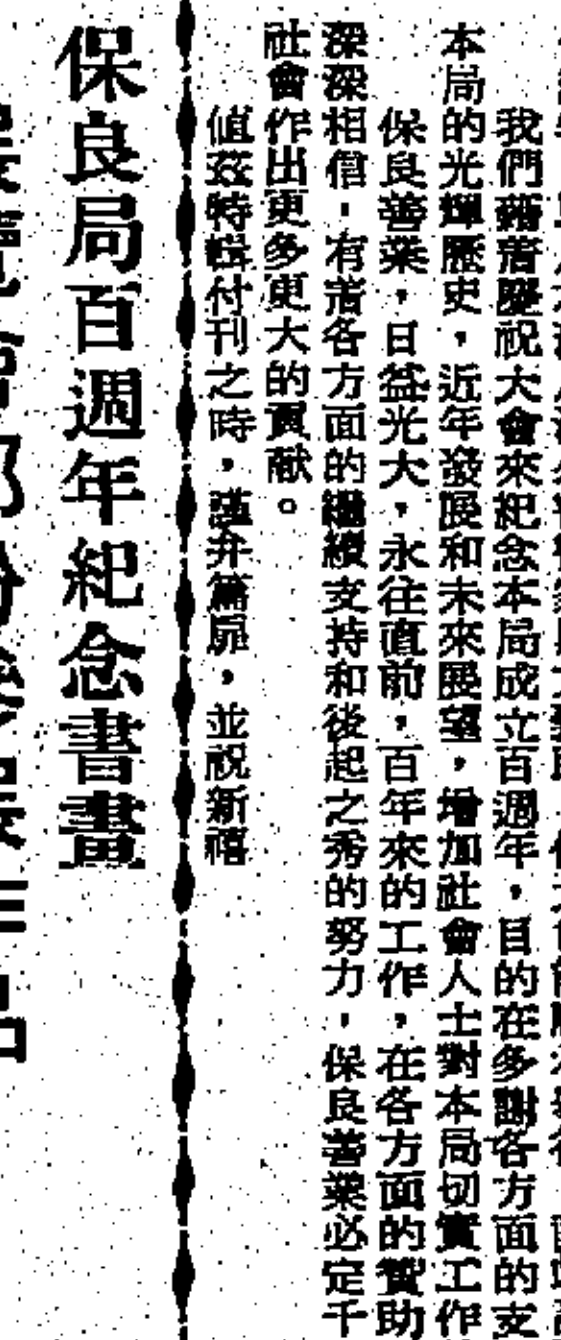 我們藉着慶祝大會來紀念本局成立百週年,目的在多謝各方面的支
本局的光輝歷史,近年發展和未來展望,增加社會人士對本局切實工作
保良善業,日益光大,永往直前,百年來的工作,在各方面的贊助
深深相信,有着各方面的繼續支持和後起之秀的努力,保良善業必定千
社會作出更多更大的貢献。
值茲特輯付刊之時,謹弁篇扉,並祝新禧
保良局百週年紀念書畫